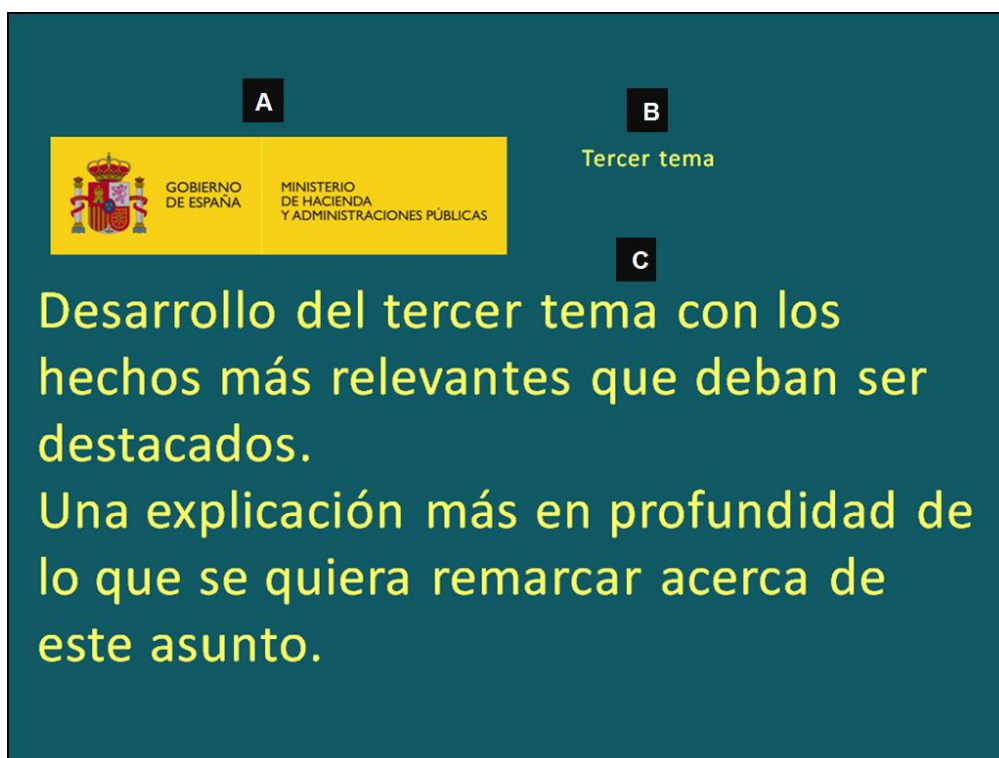 A
B
GOBIERNO
DE ESPAÑA
MINISTERIO
DE HACIENDA
Y ADMINISTRACIONES PÚBLICAS
Tercer tema
C
Desarrollo del tercer tema con los
hechos más relevantes que deban ser
destacados.
Una explicación más en profundidad de
lo que se quiera remarcar acerca de
este asunto.